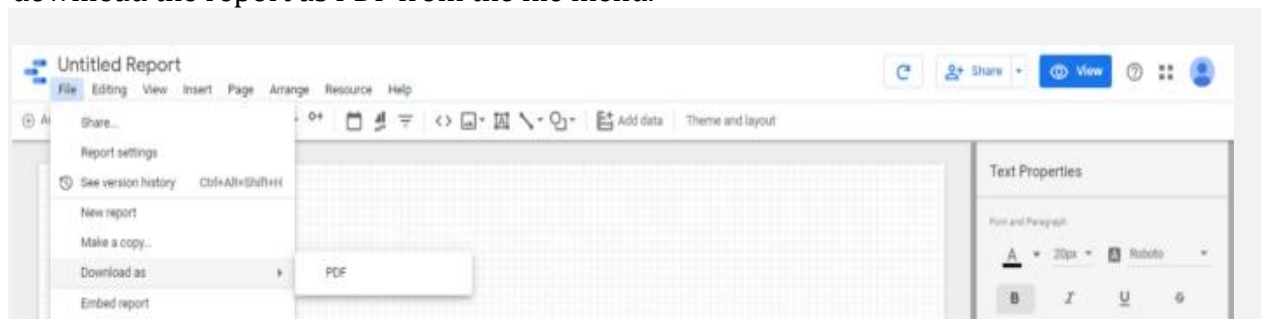 download the report as PDF from the file menu.
Untitled Report
File Editing View Insert Page Arrange Resource Help
Share View
Add data Theme and layout
Share...
Report settings
See version history Ctrl+Alt+Shift+H
New report
Make a copy...
Download as PDF
Embed report
Text Properties
Font and Paragraph
A 20px Roboto
B I U S